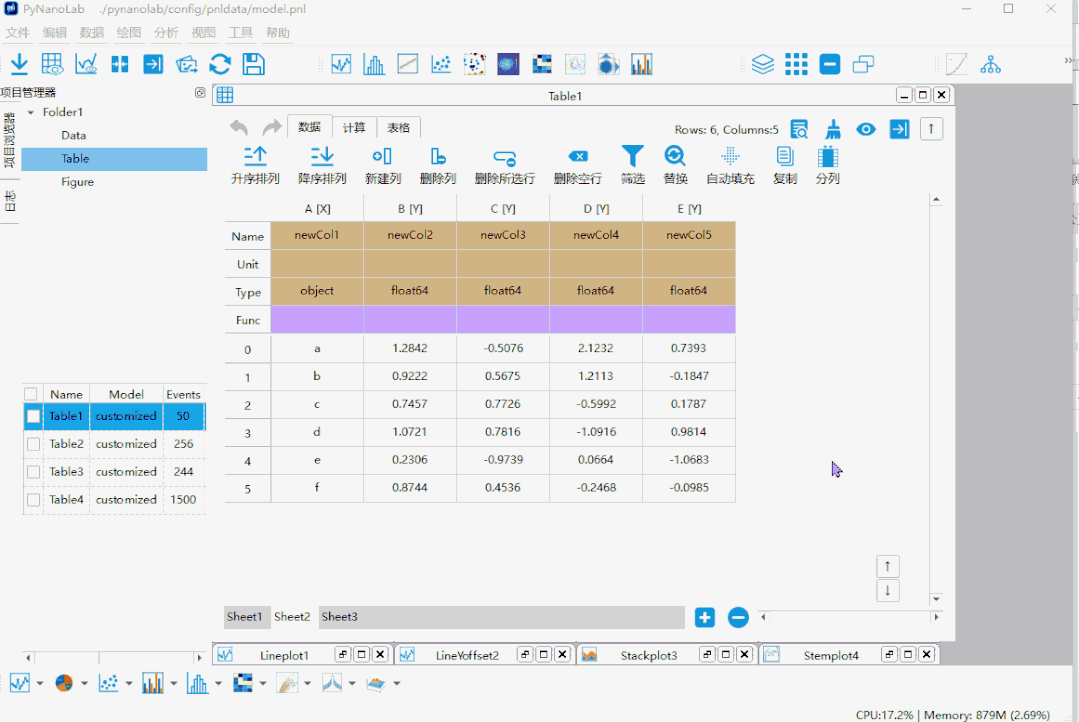 PyNanoLab ./pynanolab/config/pnldata/model.pnl
文件 编辑 数据 绘图 分析 视图 工具 帮助
项目管理器
项目浏览器
日志
Folder1
Data
Table
Figure
Name Model Events
Table1 customized 50
Table2 customized 256
Table3 customized 244
Table4 customized 1500
Table1
数据 计算 表格
Rows: 6, Columns:5
升序排列 降序排列 新建列 删除列 删除所选行 删除空行 筛选 替换 自动填充 复制 分列
A [X] B [Y] C [Y] D [Y] E [Y]
Name newCol1 newCol2 newCol3 newCol4 newCol5
Unit
Type object float64 float64 float64 float64
Func
0 a 1.2842 -0.5076 2.1232 0.7393
1 b 0.9222 0.5675 1.2113 -0.1847
2 c 0.7457 0.7726 -0.5992 0.1787
3 d 1.0721 0.7816 -1.0916 0.9814
4 e 0.2306 -0.9739 0.0664 -1.0683
5 f 0.8744 0.4536 -0.2468 -0.0985
Sheet1 Sheet2 Sheet3
Lineplot1 LineYoffset2 Stackplot3 Stemplot4
CPU:17.2% | Memory: 879M (2.69%)